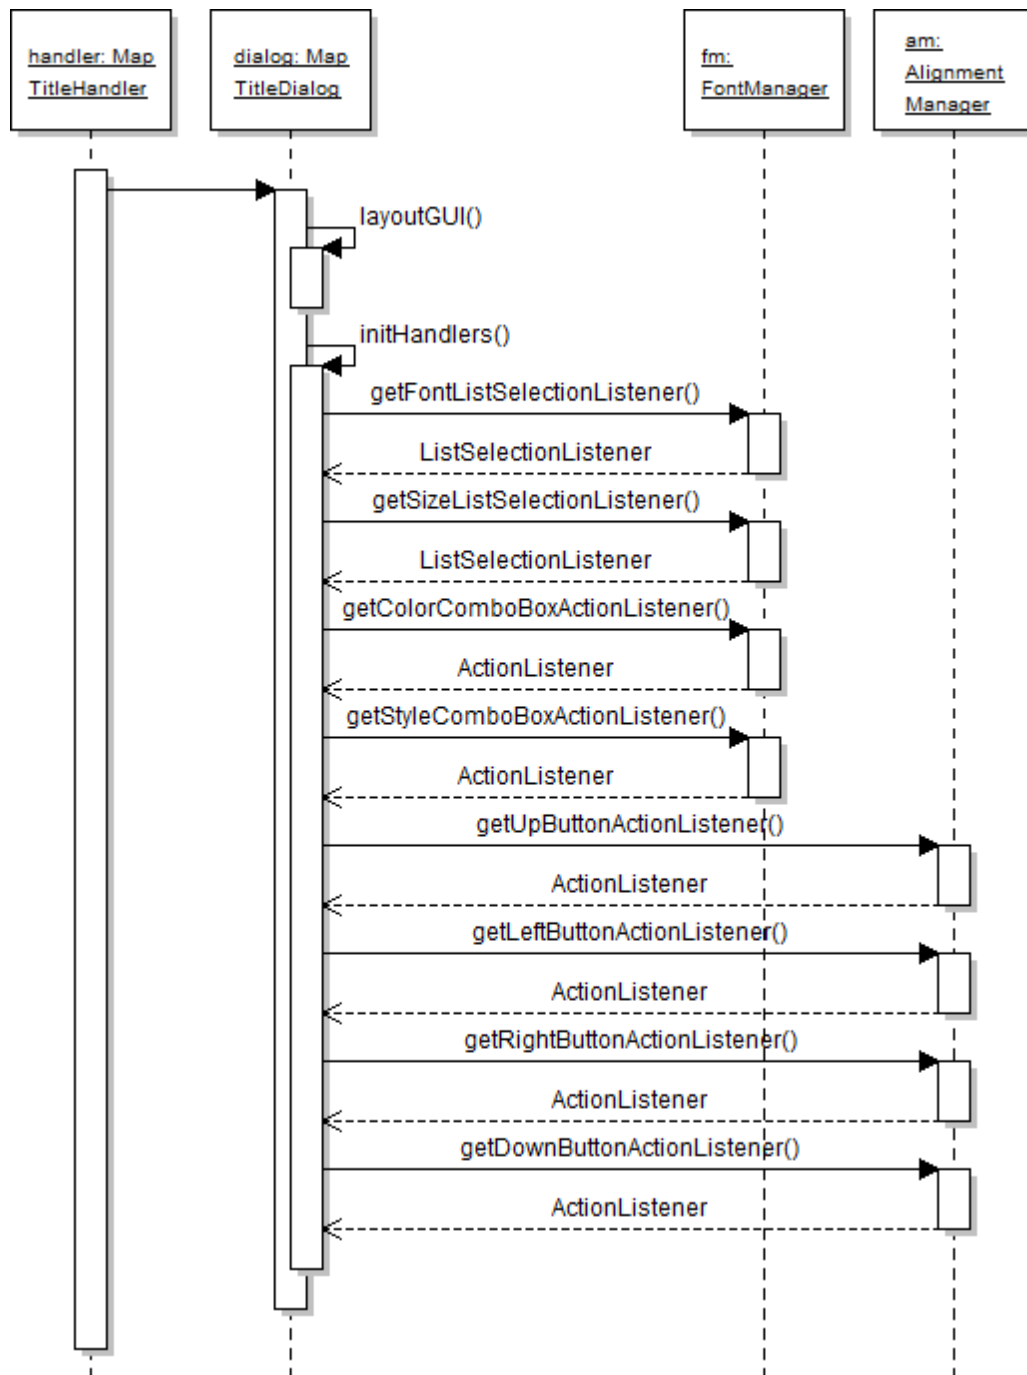 handler: Map
TitleHandler
dialog: Map
TitleDialog
fm:
FontManager
am:
Alignment
Manager
layoutGUI()
initHandlers()
getFontListSelectionListener()
ListSelectionListener
getSizeListSelectionListener()
ListSelectionListener
getColorComboBoxActionListener()
ActionListener
getStyleComboBoxActionListener()
ActionListener
getUpButtonActionListener()
ActionListener
getLeftButtonActionListener()
ActionListener
getRightButtonActionListener()
ActionListener
getDownButtonActionListener()
ActionListener